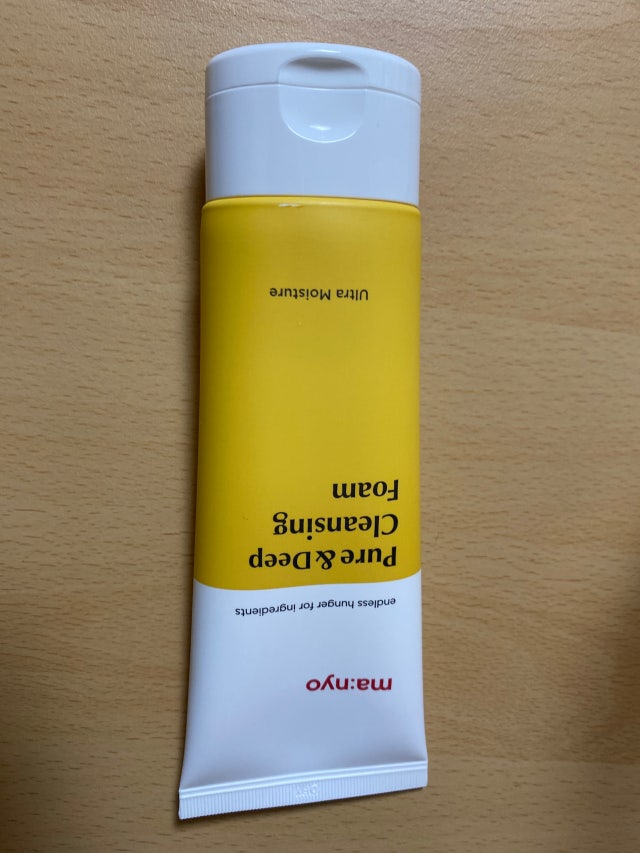 ma:nyo
endless hunger for ingredients
Pure & Deep
Cleansing
Foam
Ultra Moisture